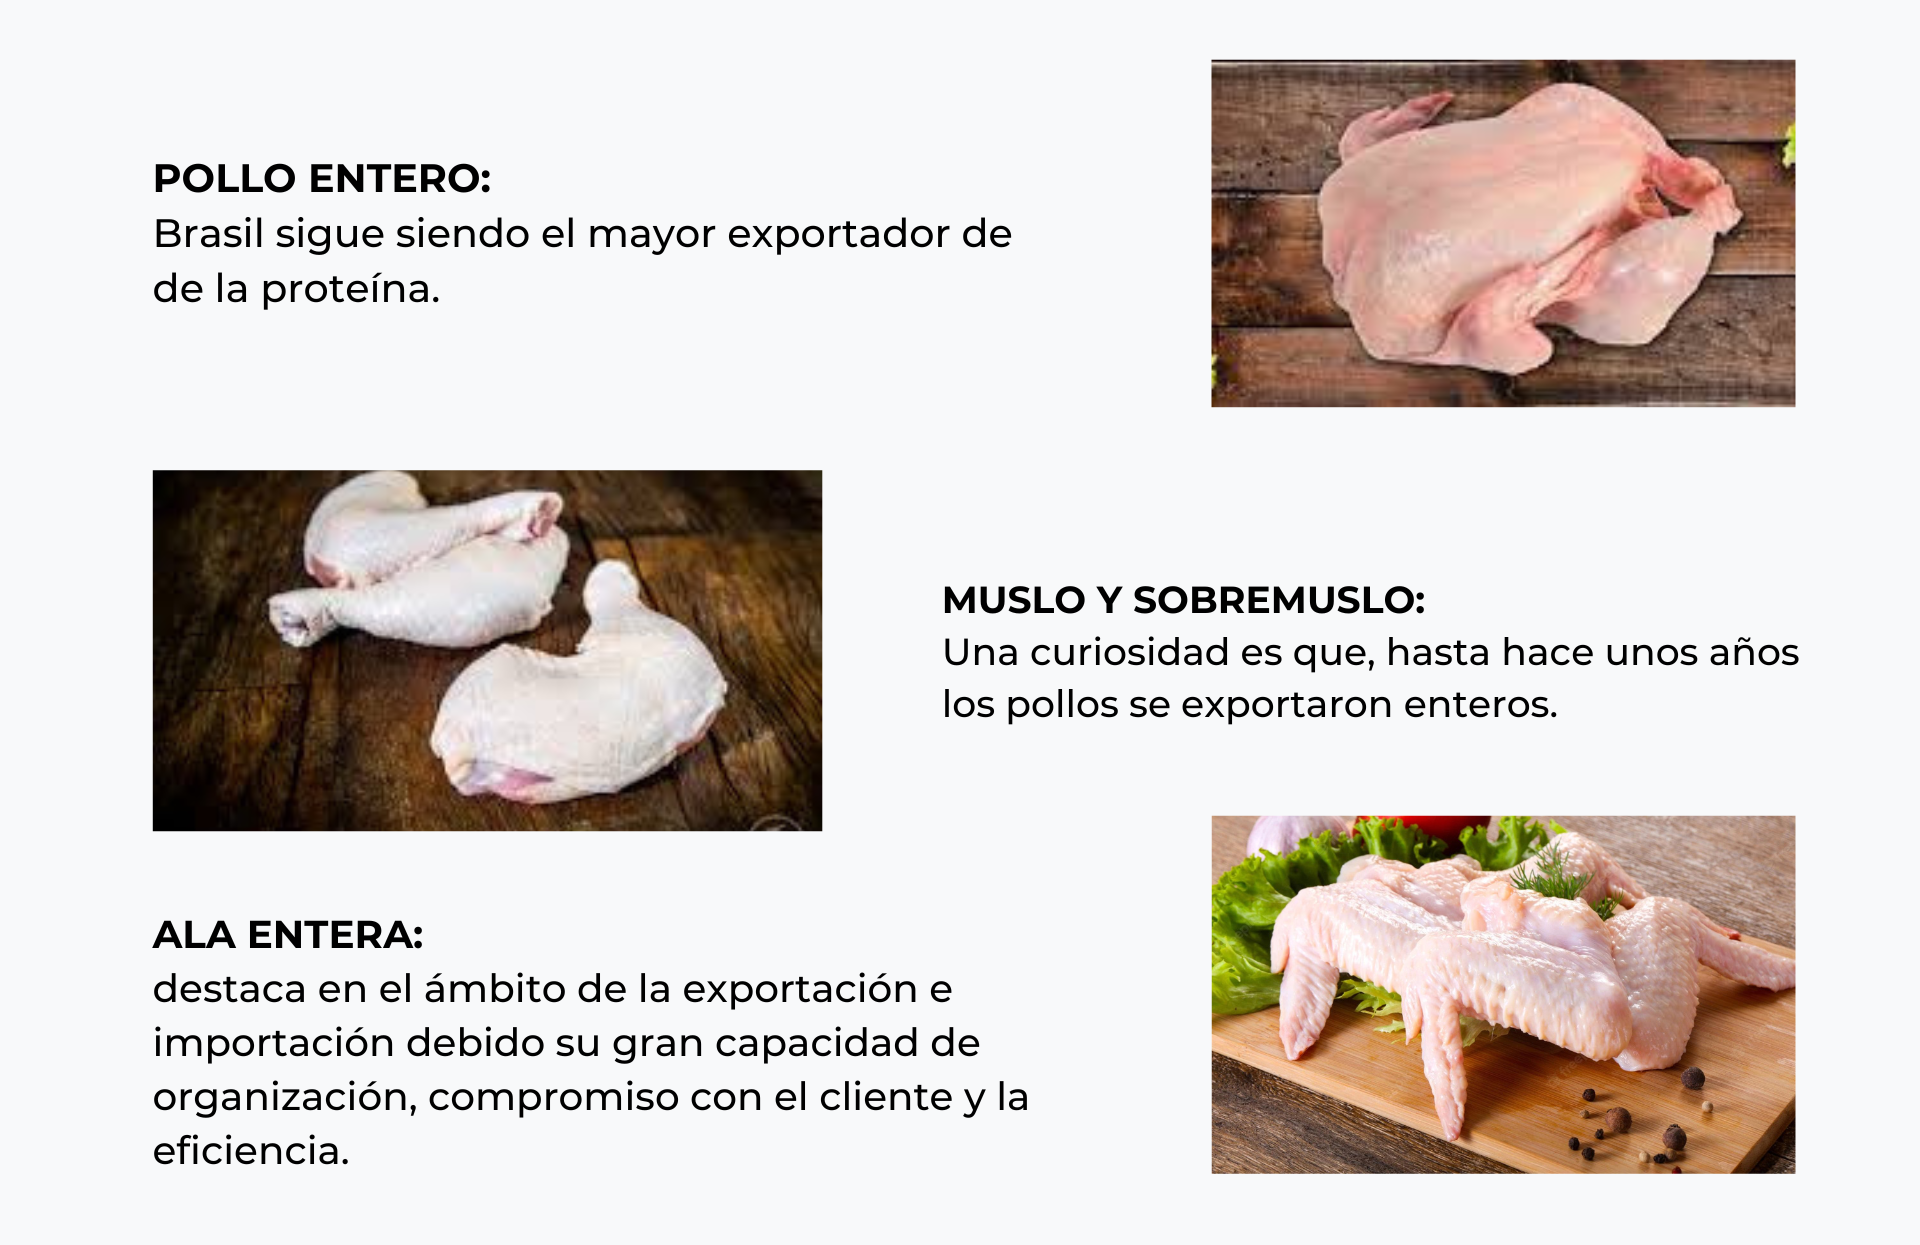 POLLO ENTERO:
Brasil sigue siendo el mayor exportador de
de la proteína.
MUSLO Y SOBREMUSLO:
Una curiosidad es que, hasta hace unos años
los pollos se exportaron enteros.
ALA ENTERA:
destaca en el ámbito de la exportación e
importación debido su gran capacidad de
organización, compromiso con el cliente y la
eficiencia.